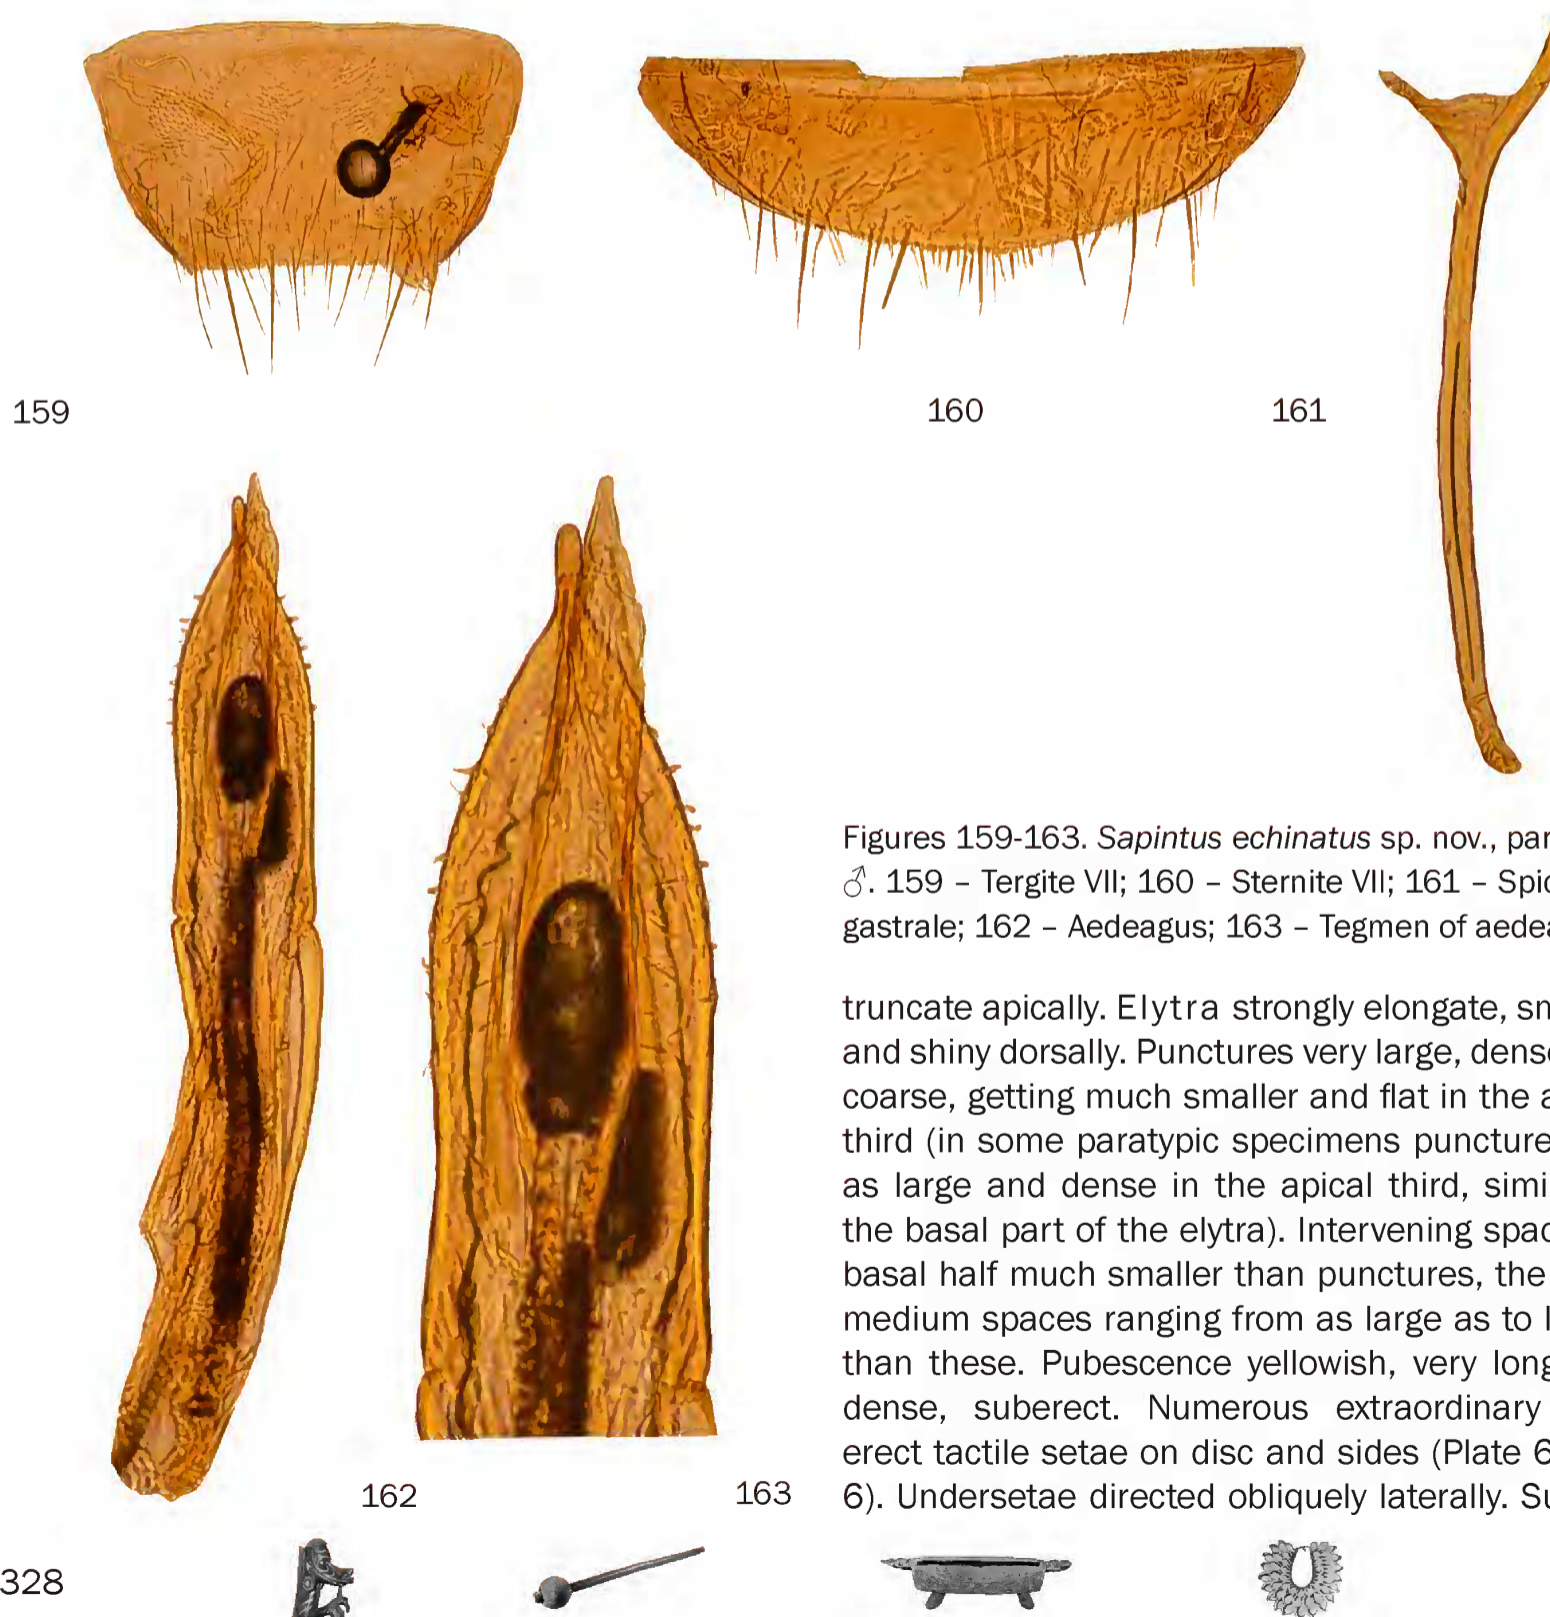 159
160
161
162
163
Figures 159-163. Sapintus echinatus sp. nov., par
♂. 159 – Tergite VII; 160 – Sternite VII; 161 – Spic
gastrale; 162 – Aedeagus; 163 – Tegmen of aedea
truncate apically. Elytra strongly elongate, sm
and shiny dorsally. Punctures very large, dense
coarse, getting much smaller and flat in the a
third (in some paratypic specimens puncture
as large and dense in the apical third, simi
the basal part of the elytra). Intervening spac
basal half much smaller than punctures, the
medium spaces ranging from as large as to l
than these. Pubescence yellowish, very long
dense, suberect. Numerous extraordinary
erect tactile setae on disc and sides (Plate 6
6). Undersetae directed obliquely laterally. Su
328